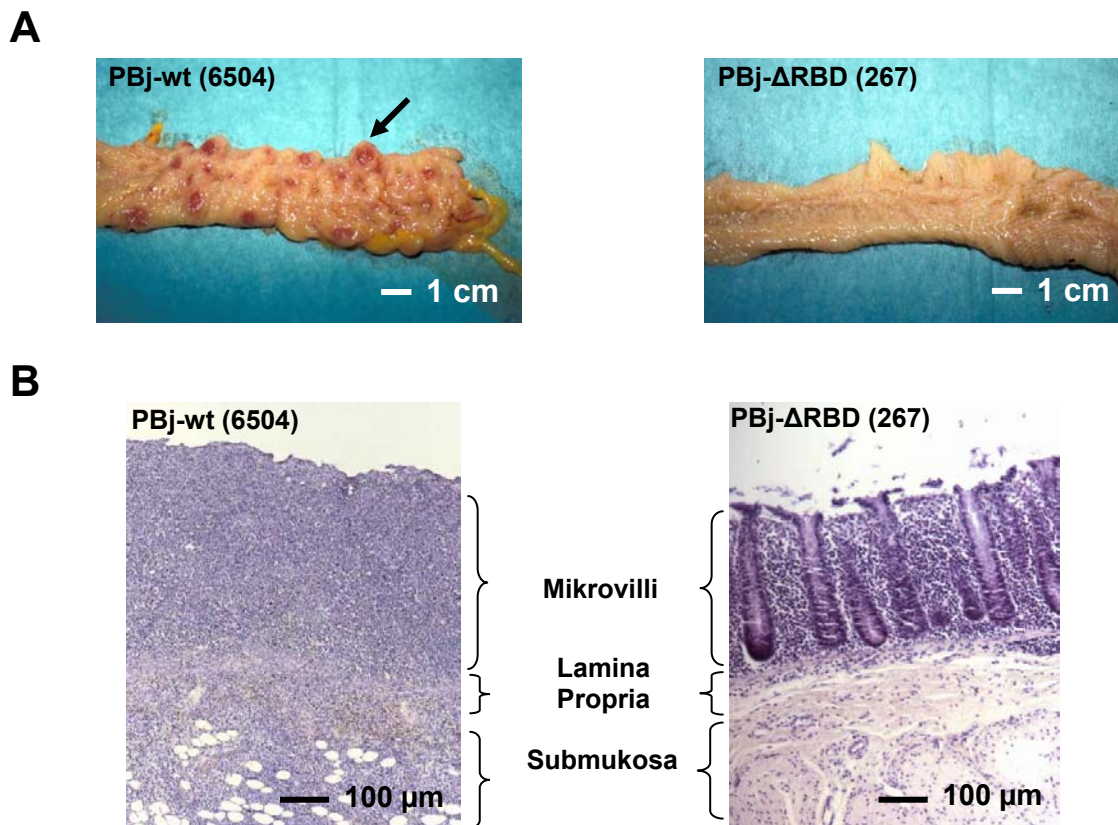 A
PBj-wt (6504)
PBj-ΔRBD (267)
1 cm
1 cm
B
PBj-wt (6504)
PBj-ΔRBD (267)
Mikrovilli
Lamina
Propria
Submukosa
100 µm
100 µm